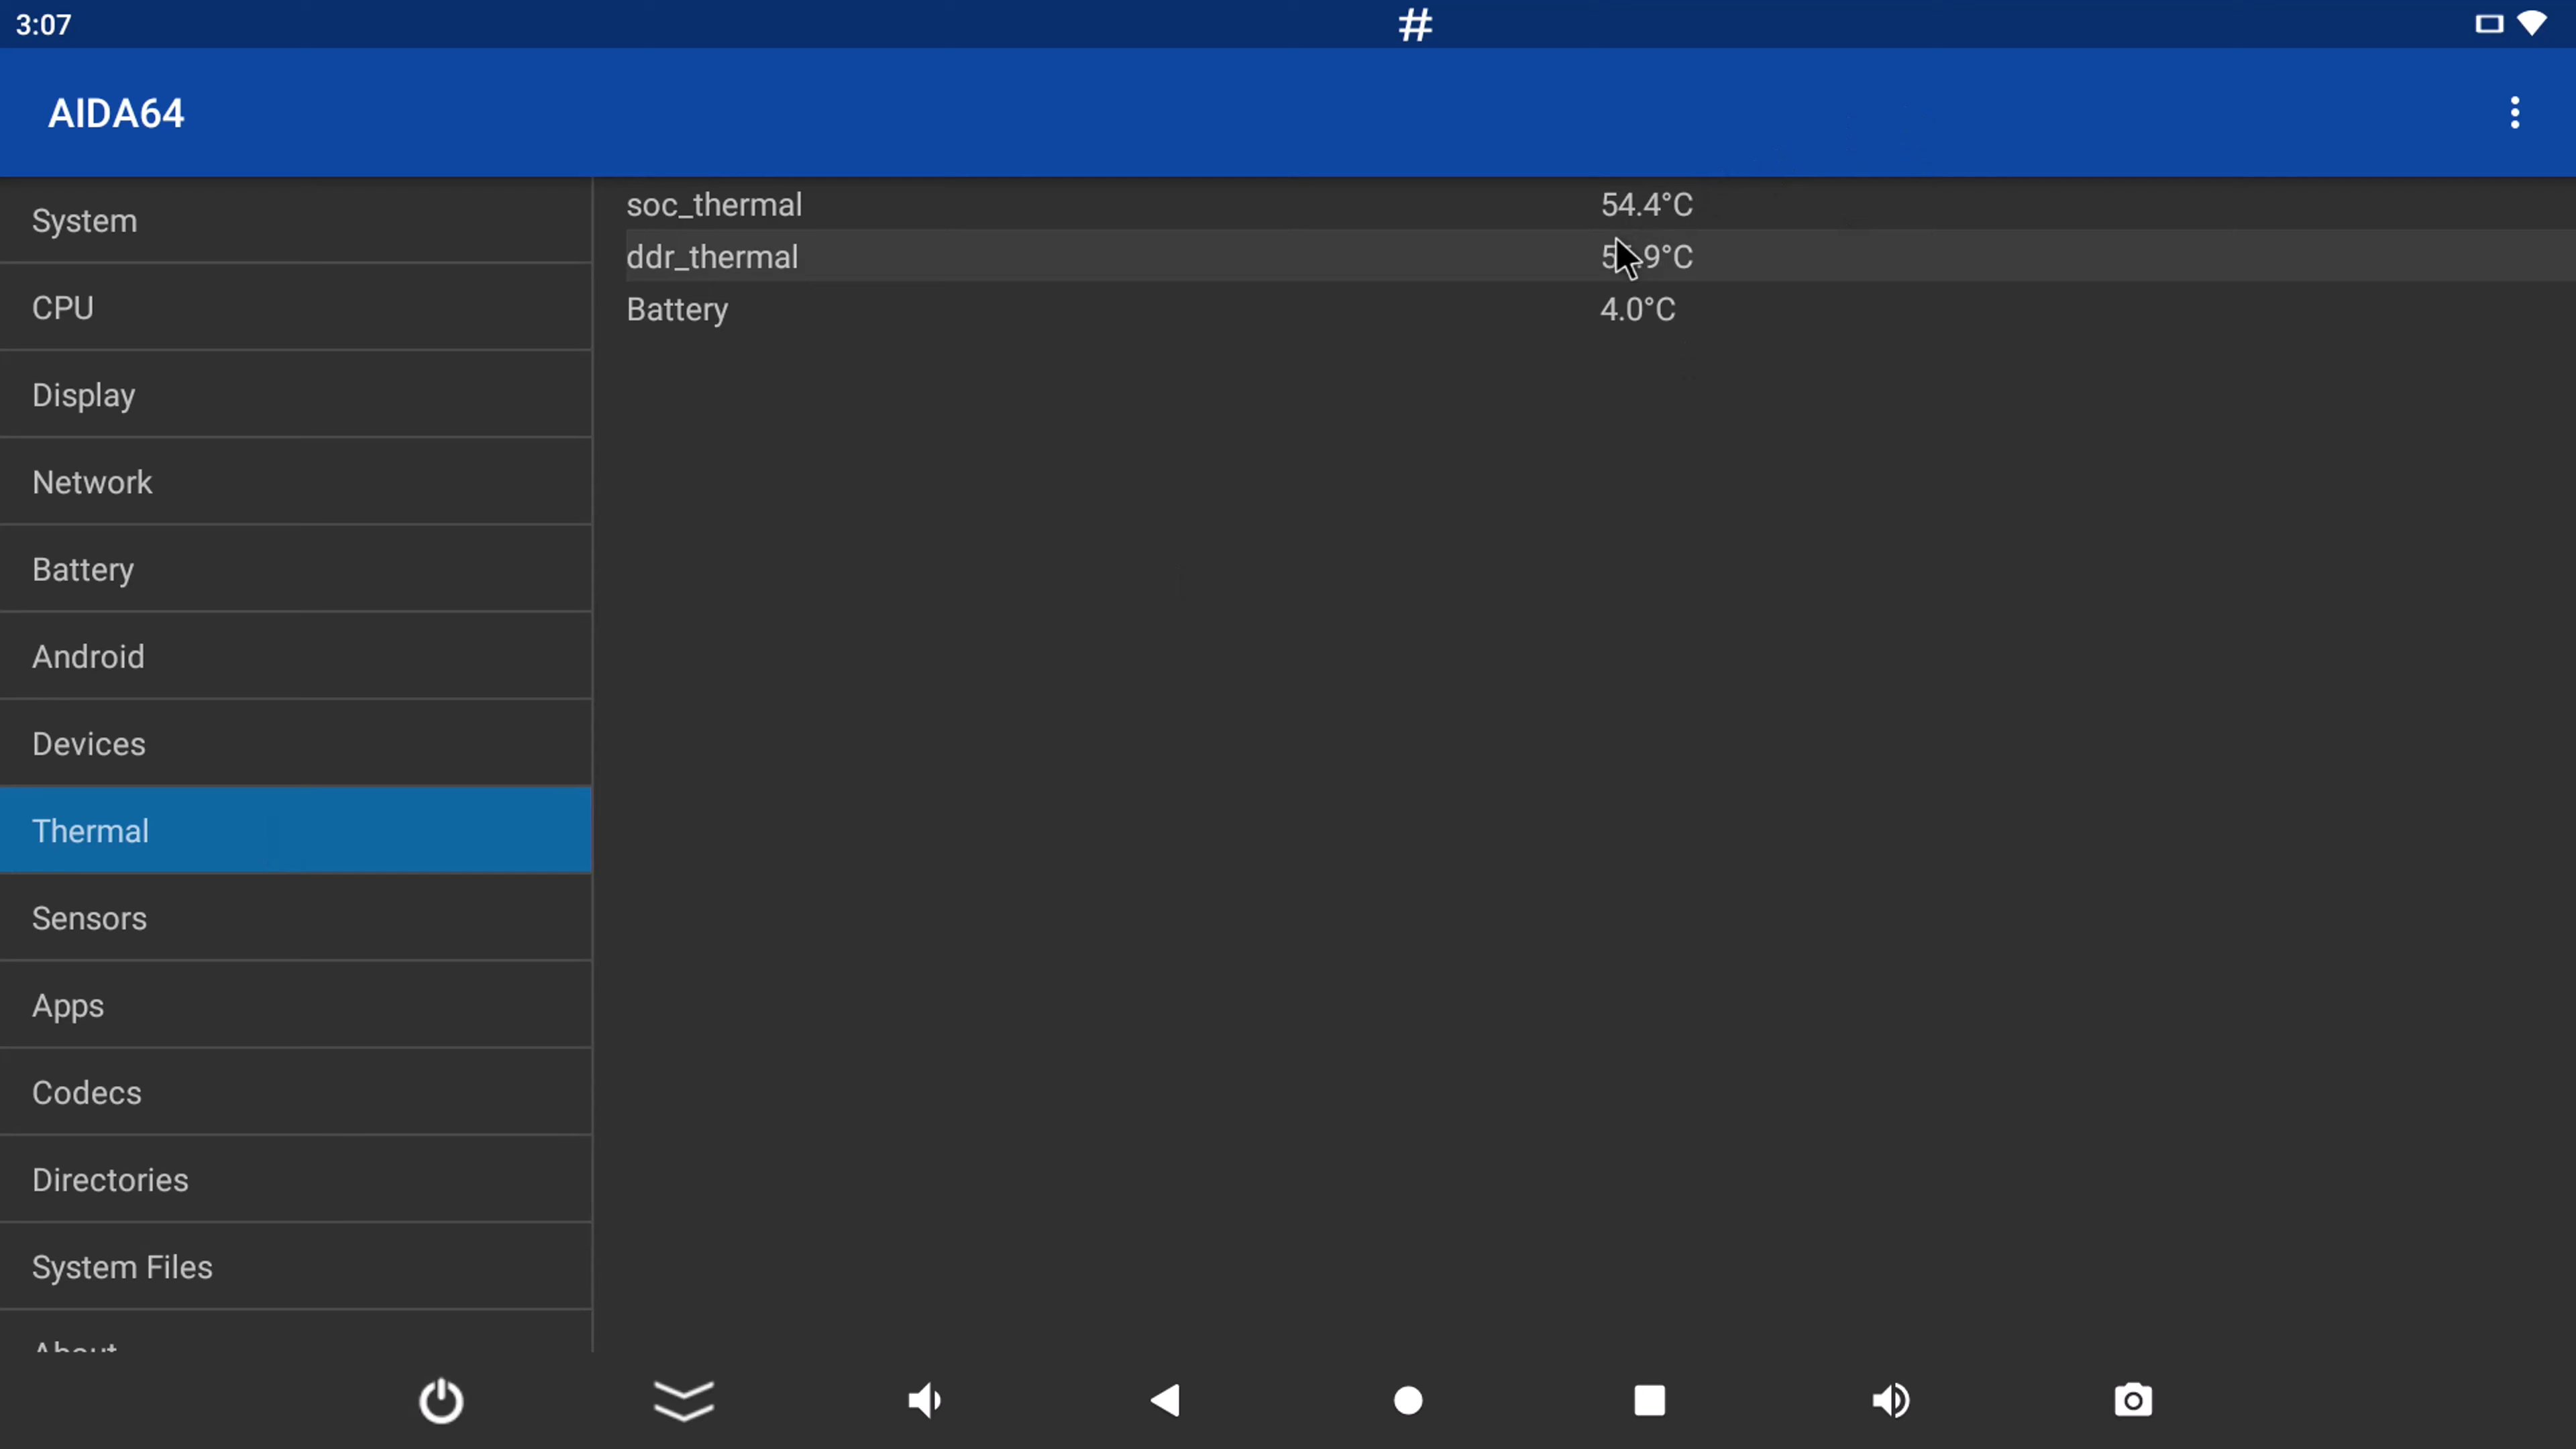 3:07
#
AIDA64
System
CPU
Display
Network
Battery
Android
Devices
Thermal
Sensors
Apps
Codecs
Directories
System Files
About
soc_thermal 54.4°C
ddr_thermal
Battery 4.0°C